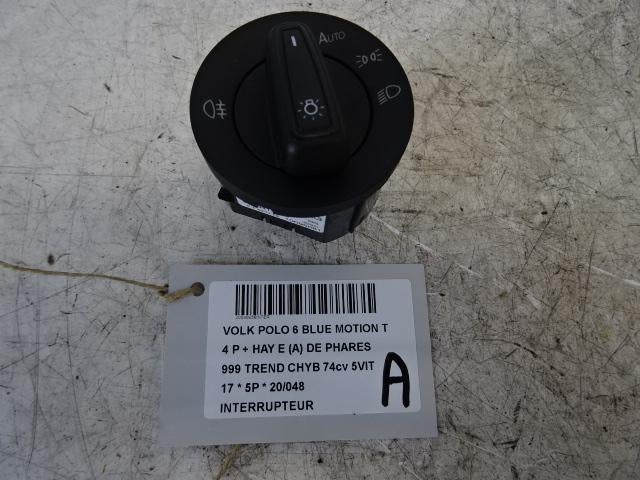 AUTO
VOLK POLO 6 BLUE MOTION T
4 P + HAY E (A) DE PHARES
999 TREND CHYB 74cv 5VIT
17 * 5P * 20/048
INTERRUPTEUR
A